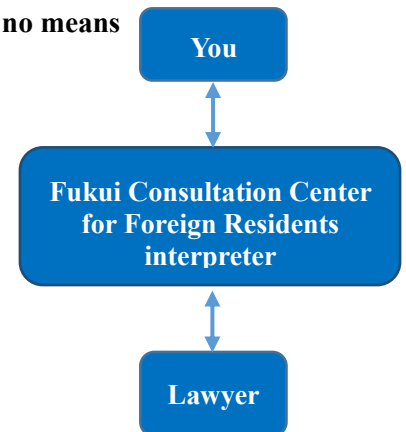 no means
You
Fukui Consultation Center
for Foreign Residents
interpreter
Lawyer